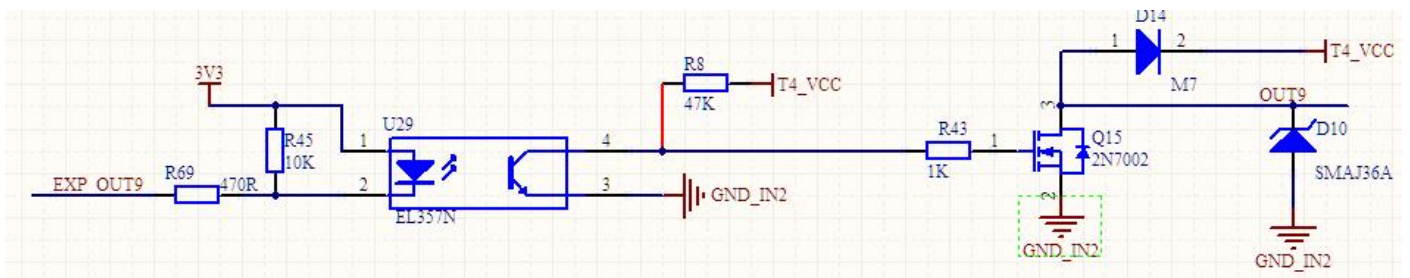 D14
1
2
T4_VCC
M7
3V3
R8
T4_VCC
47K
3
OUT9
U29
R45
10K
1
4
R43
1
Q15
2N7002
D10
1K
SMAJ36A
EXP_OUT9
R69
470R
2
3
GND_IN2
EL357N
2
GND_IN2
GND_IN2